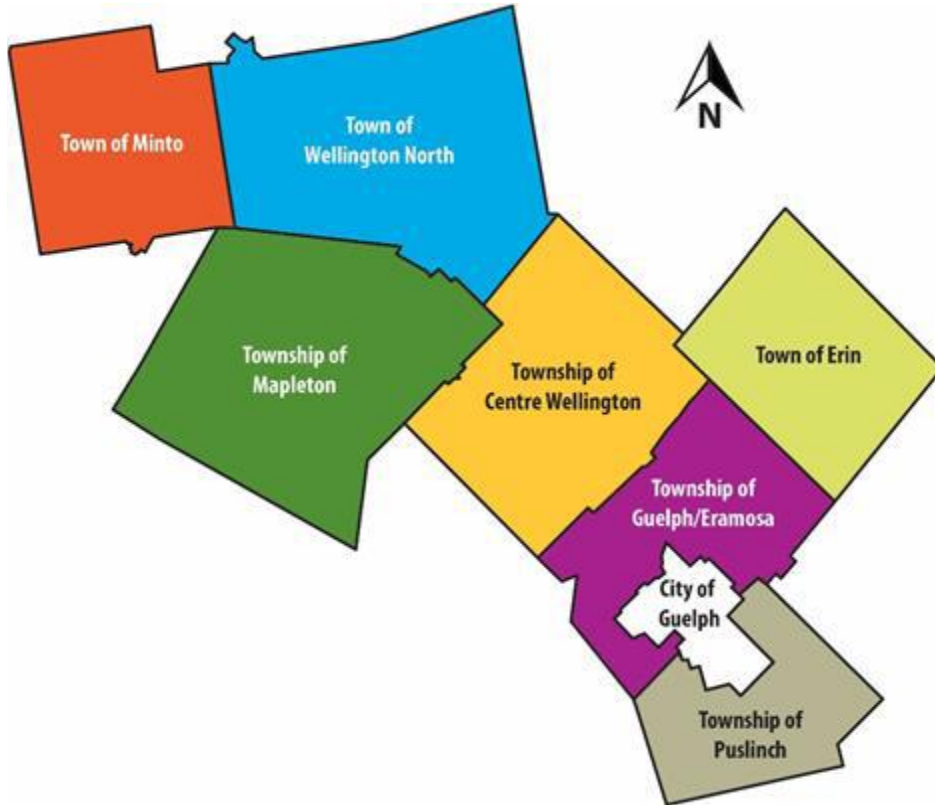 N
Town of Minto
Town of
Wellington North
Township of
Mapleton
Township of
Centre Wellington
Town of Erin
Township of
Guelph/Eramosa
City of
Guelph
Township of
Puslinch